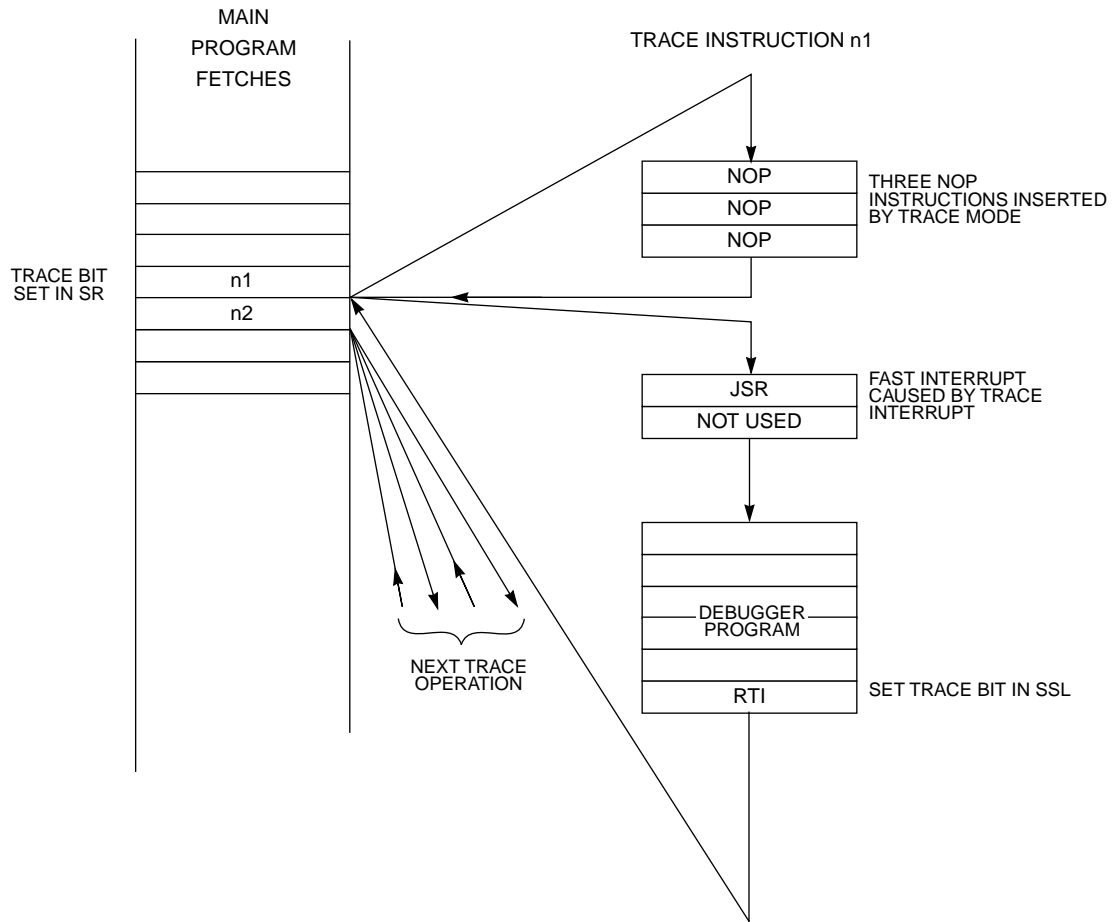 MAIN
PROGRAM
FETCHES
TRACE INSTRUCTION n1
NOP
NOP
NOP
THREE NOP
INSTRUCTIONS INSERTED
BY TRACE MODE
TRACE BIT
SET IN SR
n1
n2
JSR
NOT USED
FAST INTERRUPT
CAUSED BY TRACE
INTERRUPT
DEBUGGER
PROGRAM
RTI
SET TRACE BIT IN SSL
NEXT TRACE
OPERATION